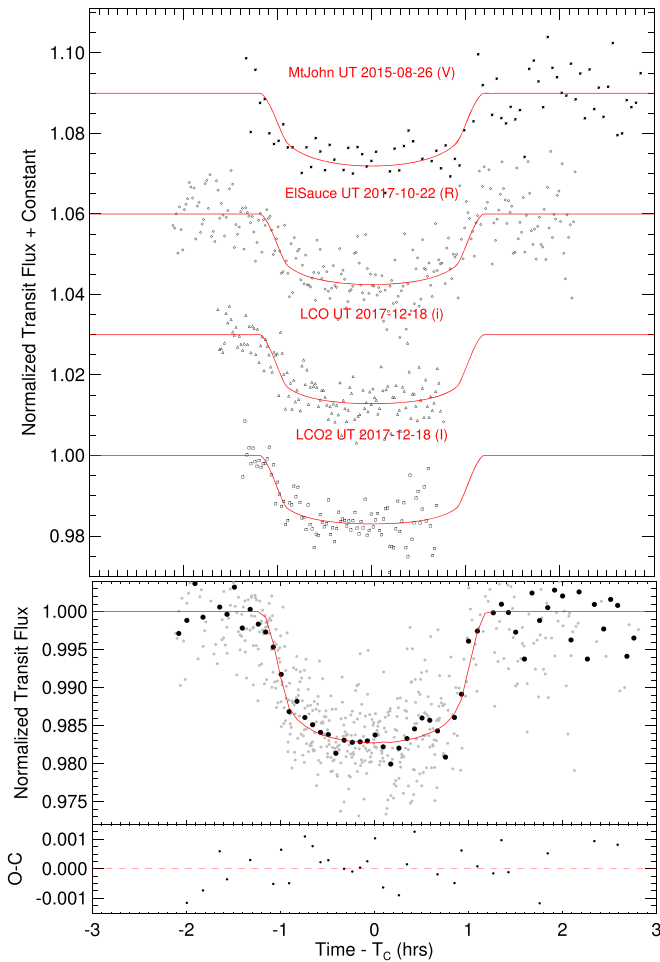 1.10
MtJohn UT 2015-08-26 (V)
1.08
ElSauce UT 2017-10-22 (R)
1.06
1.04
LCO UT 2017-12-18 (i)
1.02
LCO2 UT 2017-12-18 (I)
1.00
0.98
Normalized Transit Flux + Constant
1.000
0.995
0.990
0.985
0.980
0.975
Normalized Transit Flux
0.001
0.000
-0.001
O-C
-3 -2 -1 0 1 2 3
Time - TC (hrs)